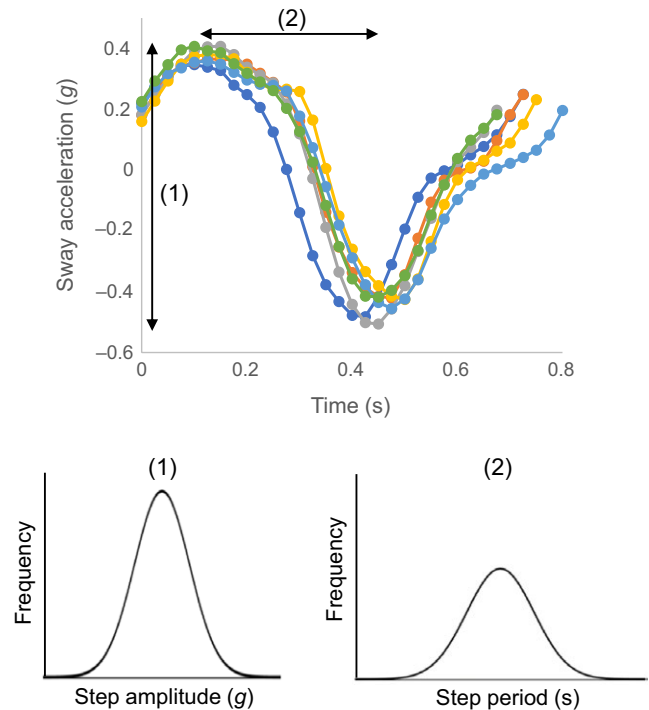 (2)
0.4
0.2
0
–0.2
–0.4
–0.6
Sway acceleration (g)
(1)
0
0.2
0.4
0.6
0.8
Time (s)
(1)
Frequency
Step amplitude (g)
(2)
Frequency
Step period (s)